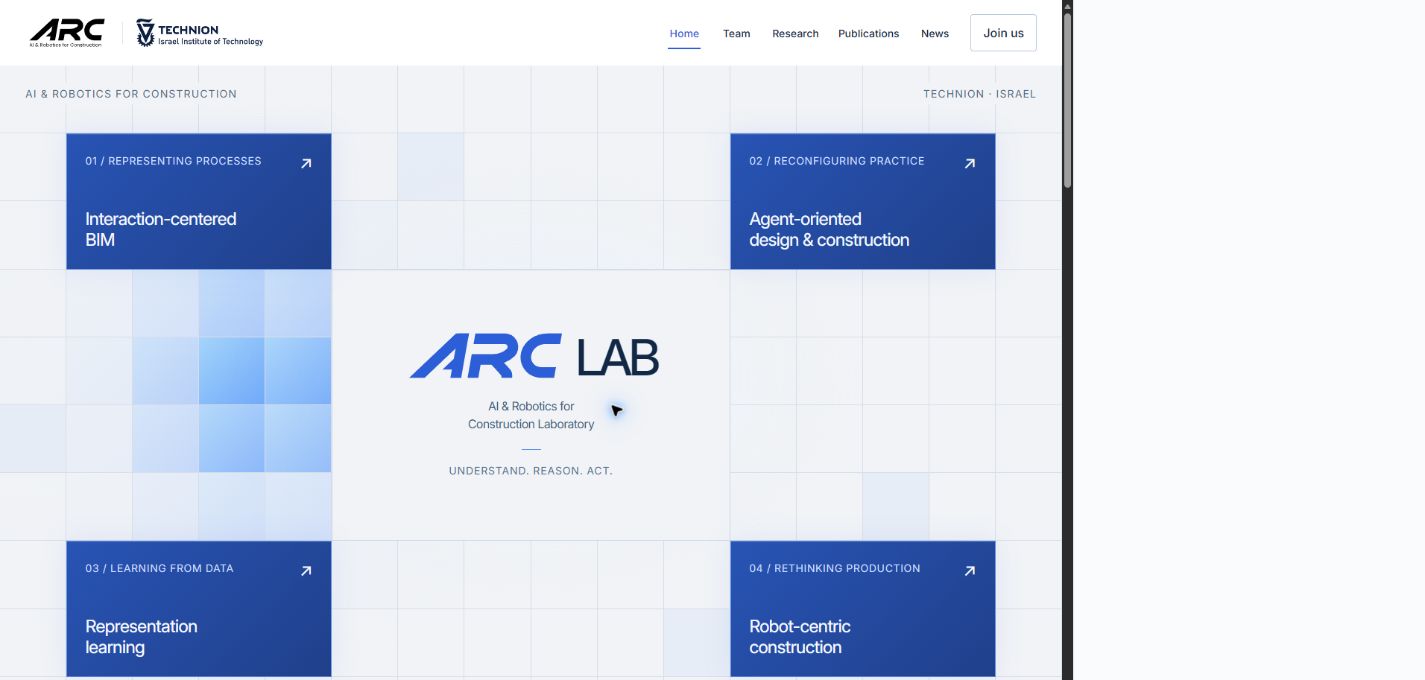 ARC
AI & Robotics for Construction
TECHNION
Israel Institute of Technology
Home
Team
Research
Publications
News
Join us
AI & ROBOTICS FOR CONSTRUCTION
TECHNION · ISRAEL
01 / REPRESENTING PROCESSES
Interaction-centered
BIM
02 / RECONFIGURING PRACTICE
Agent-oriented
design & construction
ARC LAB
AI & Robotics for
Construction Laboratory
UNDERSTAND. REASON. ACT.
03 / LEARNING FROM DATA
Representation
learning
04 / RETHINKING PRODUCTION
Robot-centric
construction